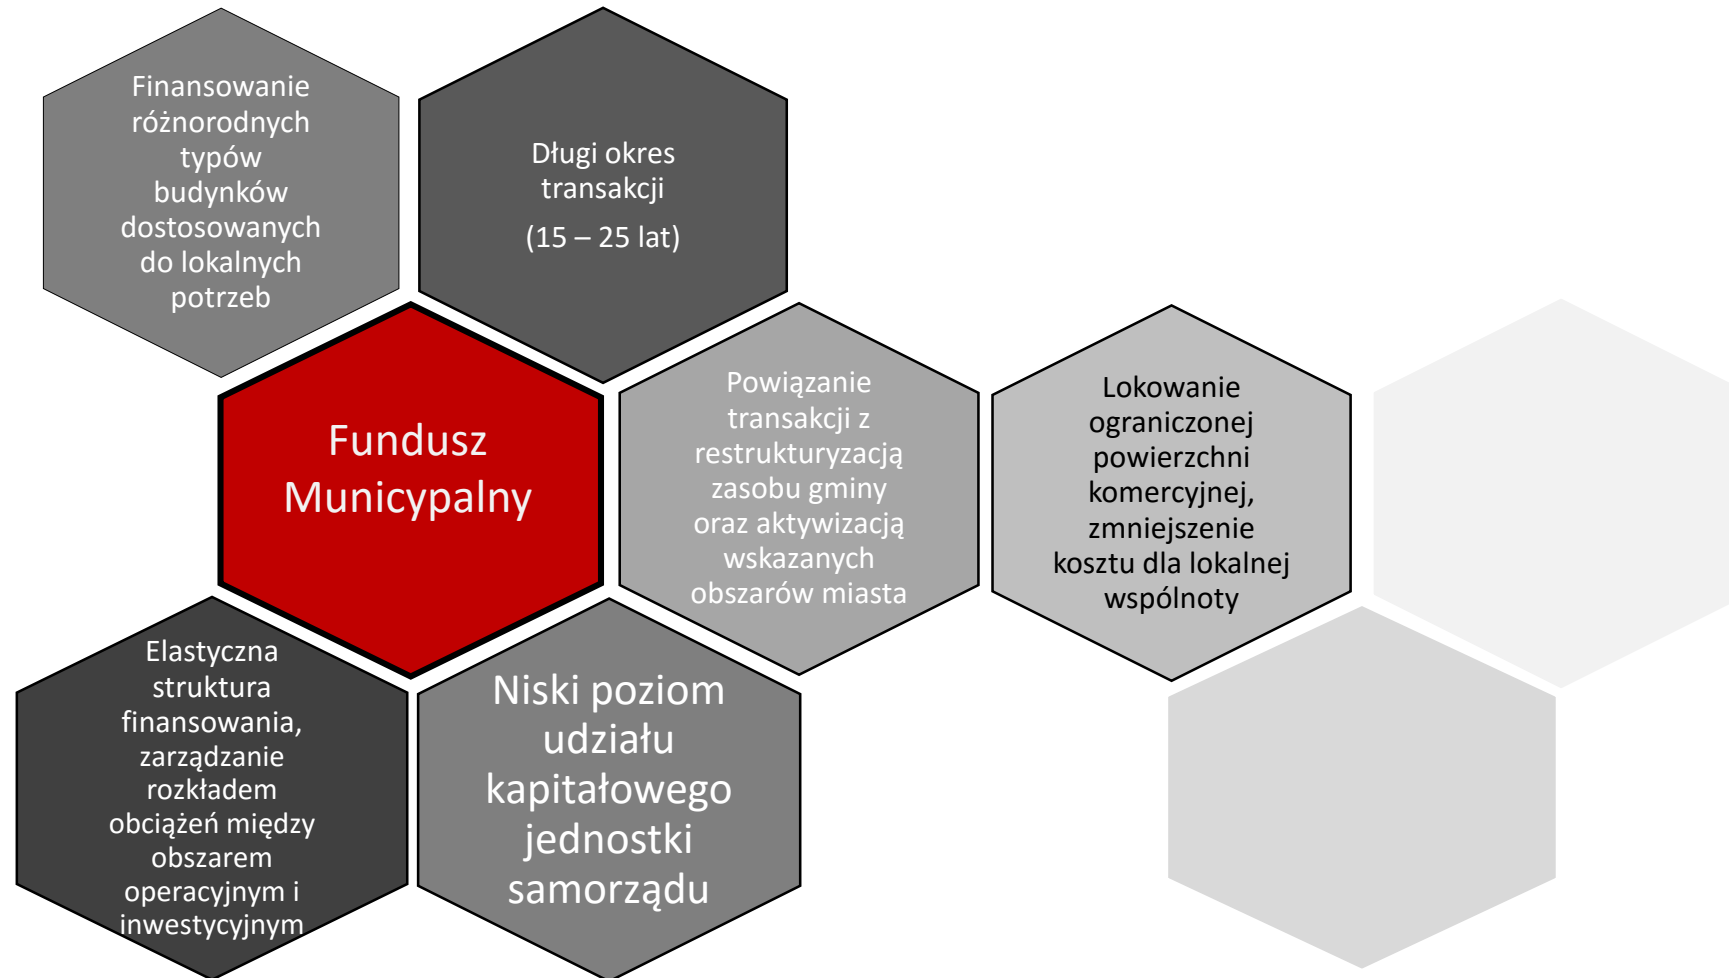 Finansowanie
różnorodnych
typów
budynków
dostosowanych
do lokalnych
potrzeb
Długi okres
transakcji
(15 – 25 lat)
Fundusz
Municypalny
Powiązanie
transakcji z
restrukturyzacją
zasobu gminy
oraz aktywizacją
wskazanych
obszarów miasta
Lokowanie
ograniczonej
powierzchni
komercyjnej,
zmniejszenie
kosztu dla lokalnej
wspólnoty
Elastyczna
struktura
finansowania,
zarządzanie
rozkładem
obciążeń między
obszarem
operacyjnym i
inwestycyjnym
Niski poziom
udziału
kapitałowego
jednostki
samorządu